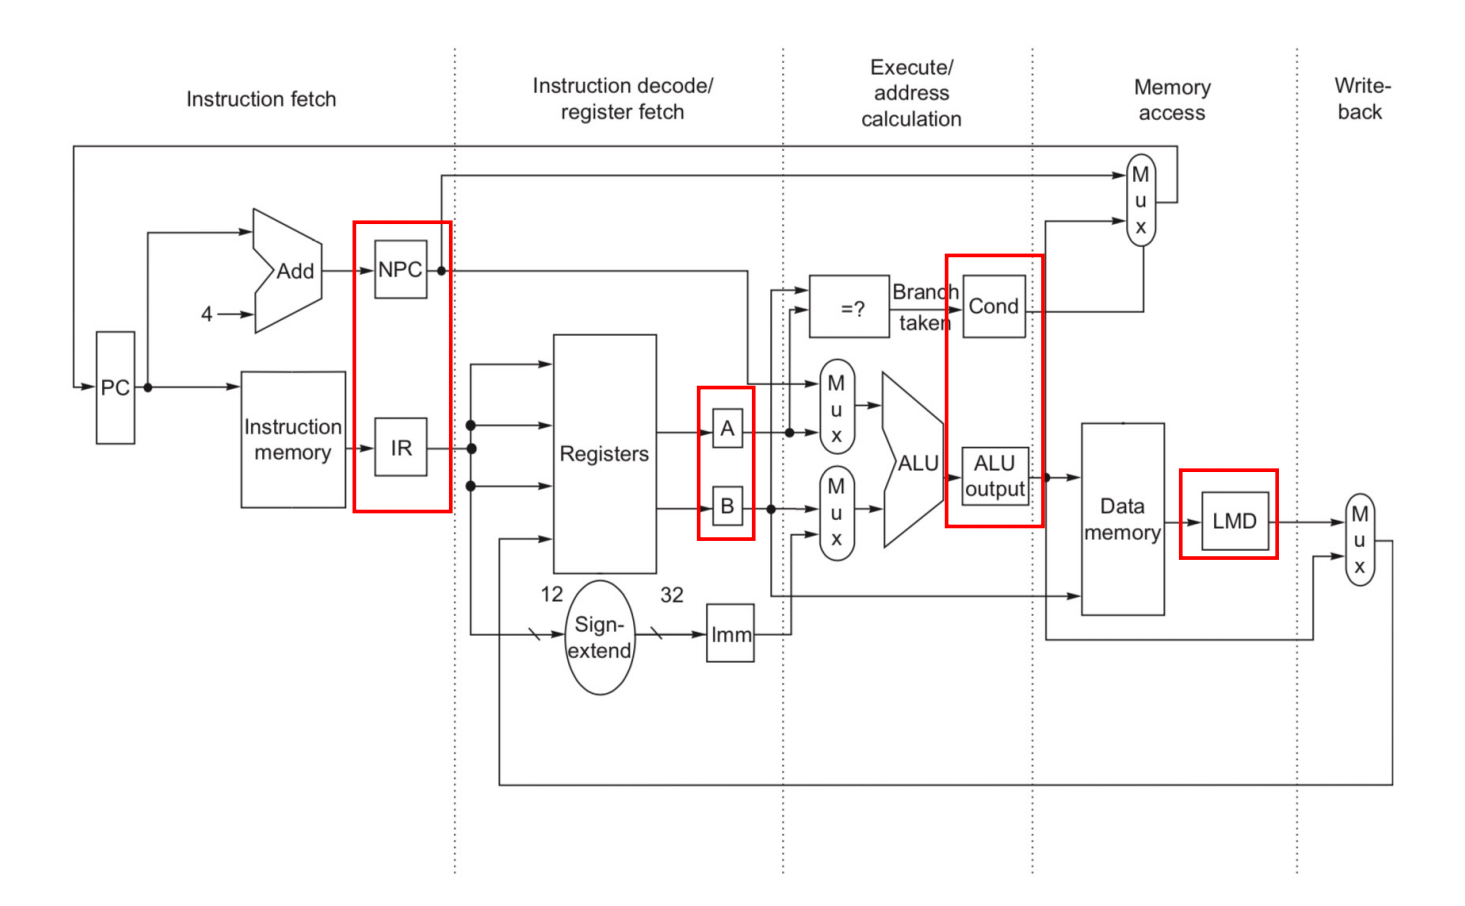 Instruction fetch
Instruction decode/
register fetch
Execute/
address
calculation
Memory
access
Write-
back
M
u
x
Add
NPC
4
PC
Instruction
memory
IR
Registers
A
B
12
32
Sign-
extend
Imm
=?
Branch
taken
Cond
M
u
x
M
u
x
ALU
ALU
output
Data
memory
LMD
M
u
x